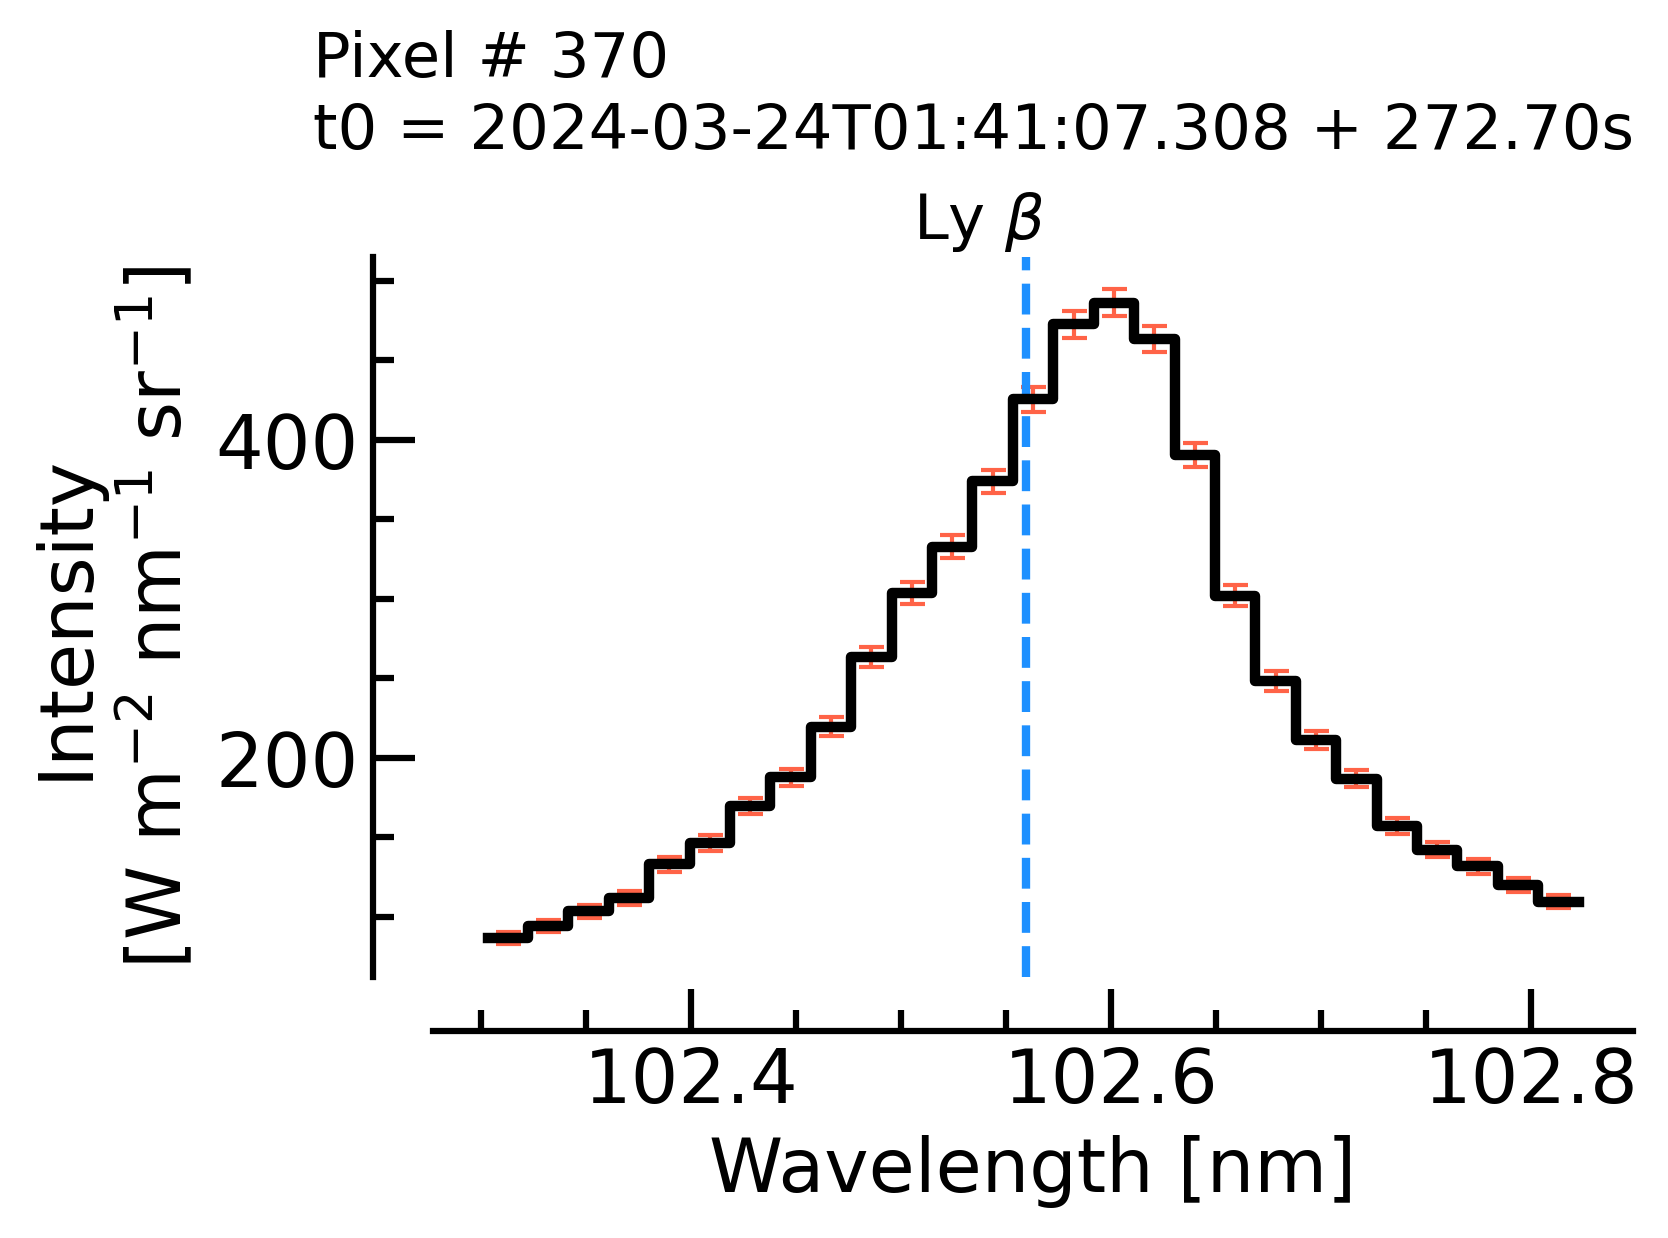 Pixel # 370
t0 = 2024-03-24T01:41:07.308 + 272.70s
Ly β
Intensity
[W m⁻² nm⁻¹ sr⁻¹]
400
200
102.4 102.6 102.8
Wavelength [nm]